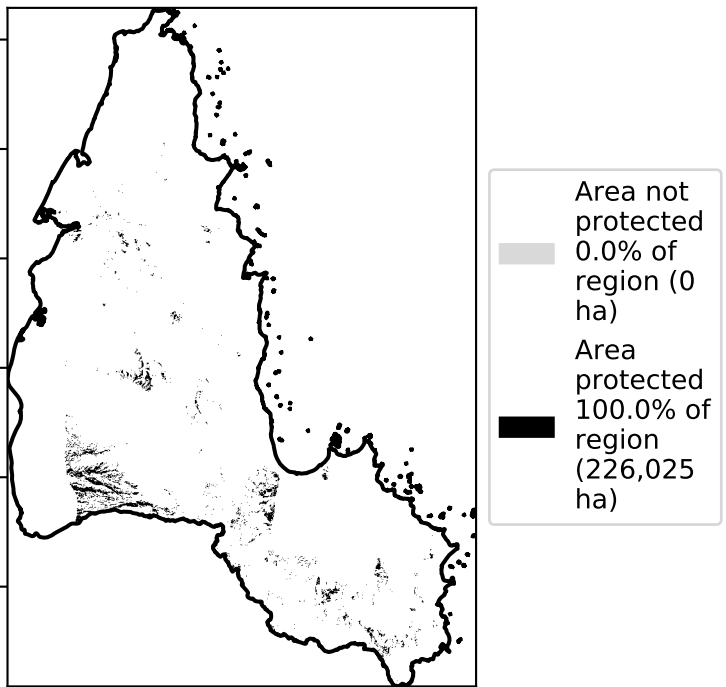 Area not
protected
0.0% of
region (0
ha)
Area
protected
100.0% of
region
(226,025
ha)